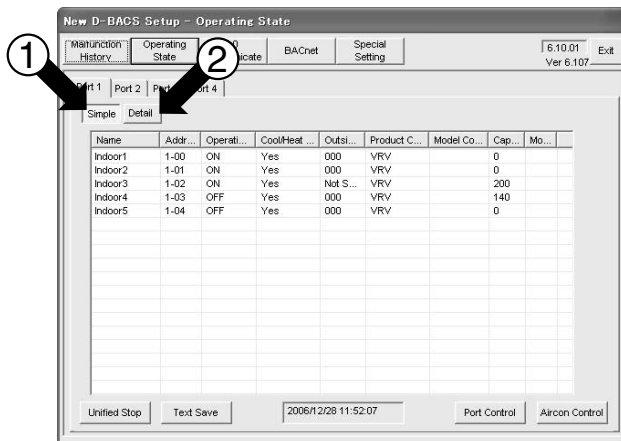 New D-BACS Setup - Operating State
Malfunction History
Operating State
BACnet
Special Setting
6.10.01
Ver 6.107
Exit
1
2
Port 1
Port 2
Port 4
Simple
Detail
Name Addr... Operati... Cool/Heat ... Outsi... Product C... Model Co... Cap... Mo...
Indoor1 1-00 ON Yes 000 VRV 0
Indoor2 1-01 ON Yes 000 VRV 0
Indoor3 1-02 ON Yes Not S... VRV 200
Indoor4 1-03 OFF Yes 000 VRV 140
Indoor5 1-04 OFF Yes 000 VRV 0
Unified Stop
Text Save
2006/12/28 11:52:07
Port Control
Aircon Control